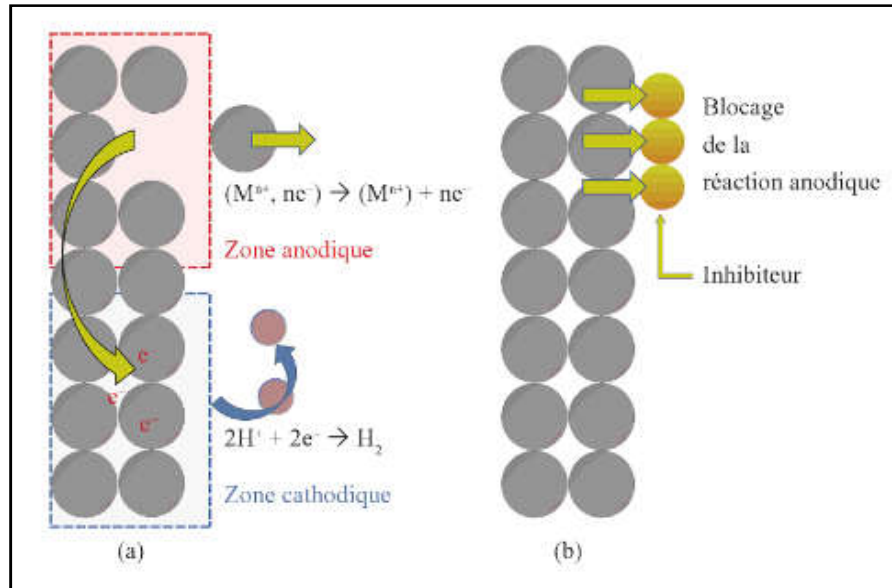 (Mⁿ⁺, ne⁻) → (Mⁿ⁺) + ne⁻
Zone anodique
e⁻
e⁻
e⁻
2H⁺ + 2e⁻ → H₂
Zone cathodique
(a)
Blocage
de la
réaction anodique
Inhibiteur
(b)